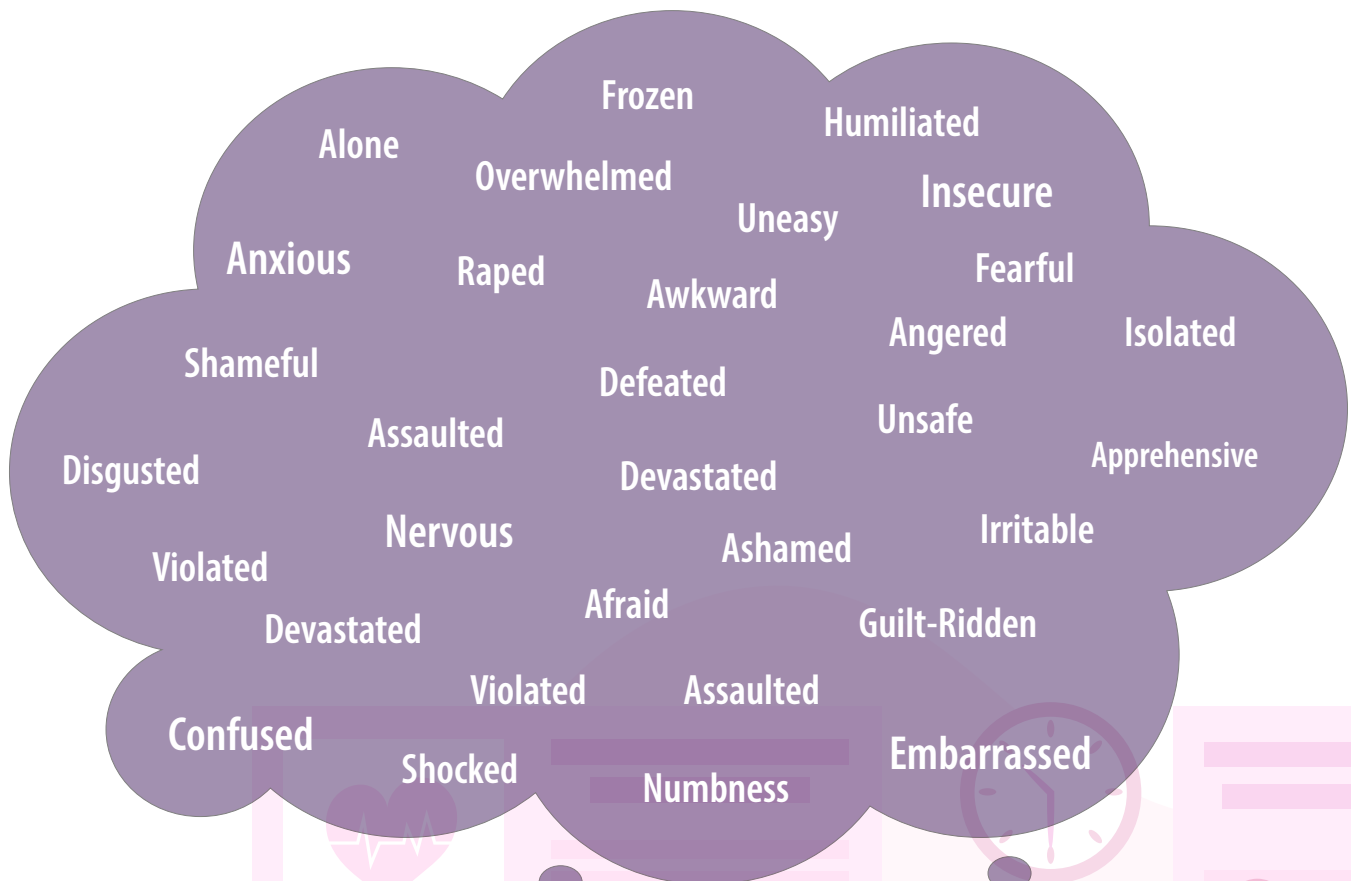 Frozen
Humiliated
Alone
Overwhelmed
Insecure
Uneasy
Anxious
Raped
Fearful
Awkward
Angered
Isolated
Shameful
Defeated
Unsafe
Assaulted
Apprehensive
Disgusted
Devastated
Nervous
Irritable
Ashamed
Violated
Afraid
Guilt-Ridden
Devastated
Violated
Assaulted
Confused
Embarrassed
Shocked
Numbness